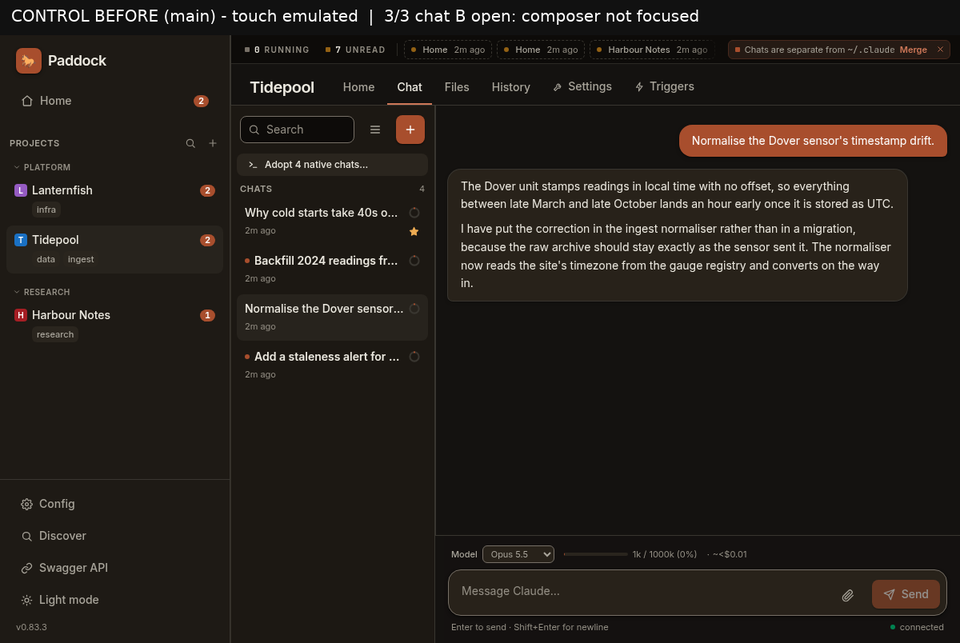 CONTROL BEFORE (main) - touch emulated | 3/3 chat B open: composer not focused
Paddock
Home 2
PROJECTS
PLATFORM
L Lanternfish 2
infra
T Tidepool 2
data ingest
RESEARCH
H Harbour Notes 1
research
Config
Discover
Swagger API
Light mode
v0.83.3
0 RUNNING 7 UNREAD Home 2m ago Home 2m ago Harbour Notes 2m ago Chats are separate from ~/.claude Merge ×
Tidepool Home Chat Files History Settings Triggers
Search
Adopt 4 native chats...
CHATS 4
Why cold starts take 40s o...
2m ago
Backfill 2024 readings fr...
2m ago
Normalise the Dover sensor...
2m ago
Add a staleness alert for ...
2m ago
Normalise the Dover sensor's timestamp drift.
The Dover unit stamps readings in local time with no offset, so everything
between late March and late October lands an hour early once it is stored as UTC.
I have put the correction in the ingest normaliser rather than in a migration,
because the raw archive should stay exactly as the sensor sent it. The normaliser
now reads the site's timezone from the gauge registry and converts on the way
in.
Model Opus 5.5 1k / 1000k (0%) · ~<$0.01
Message Claude... Send
Enter to send · Shift+Enter for newline connected